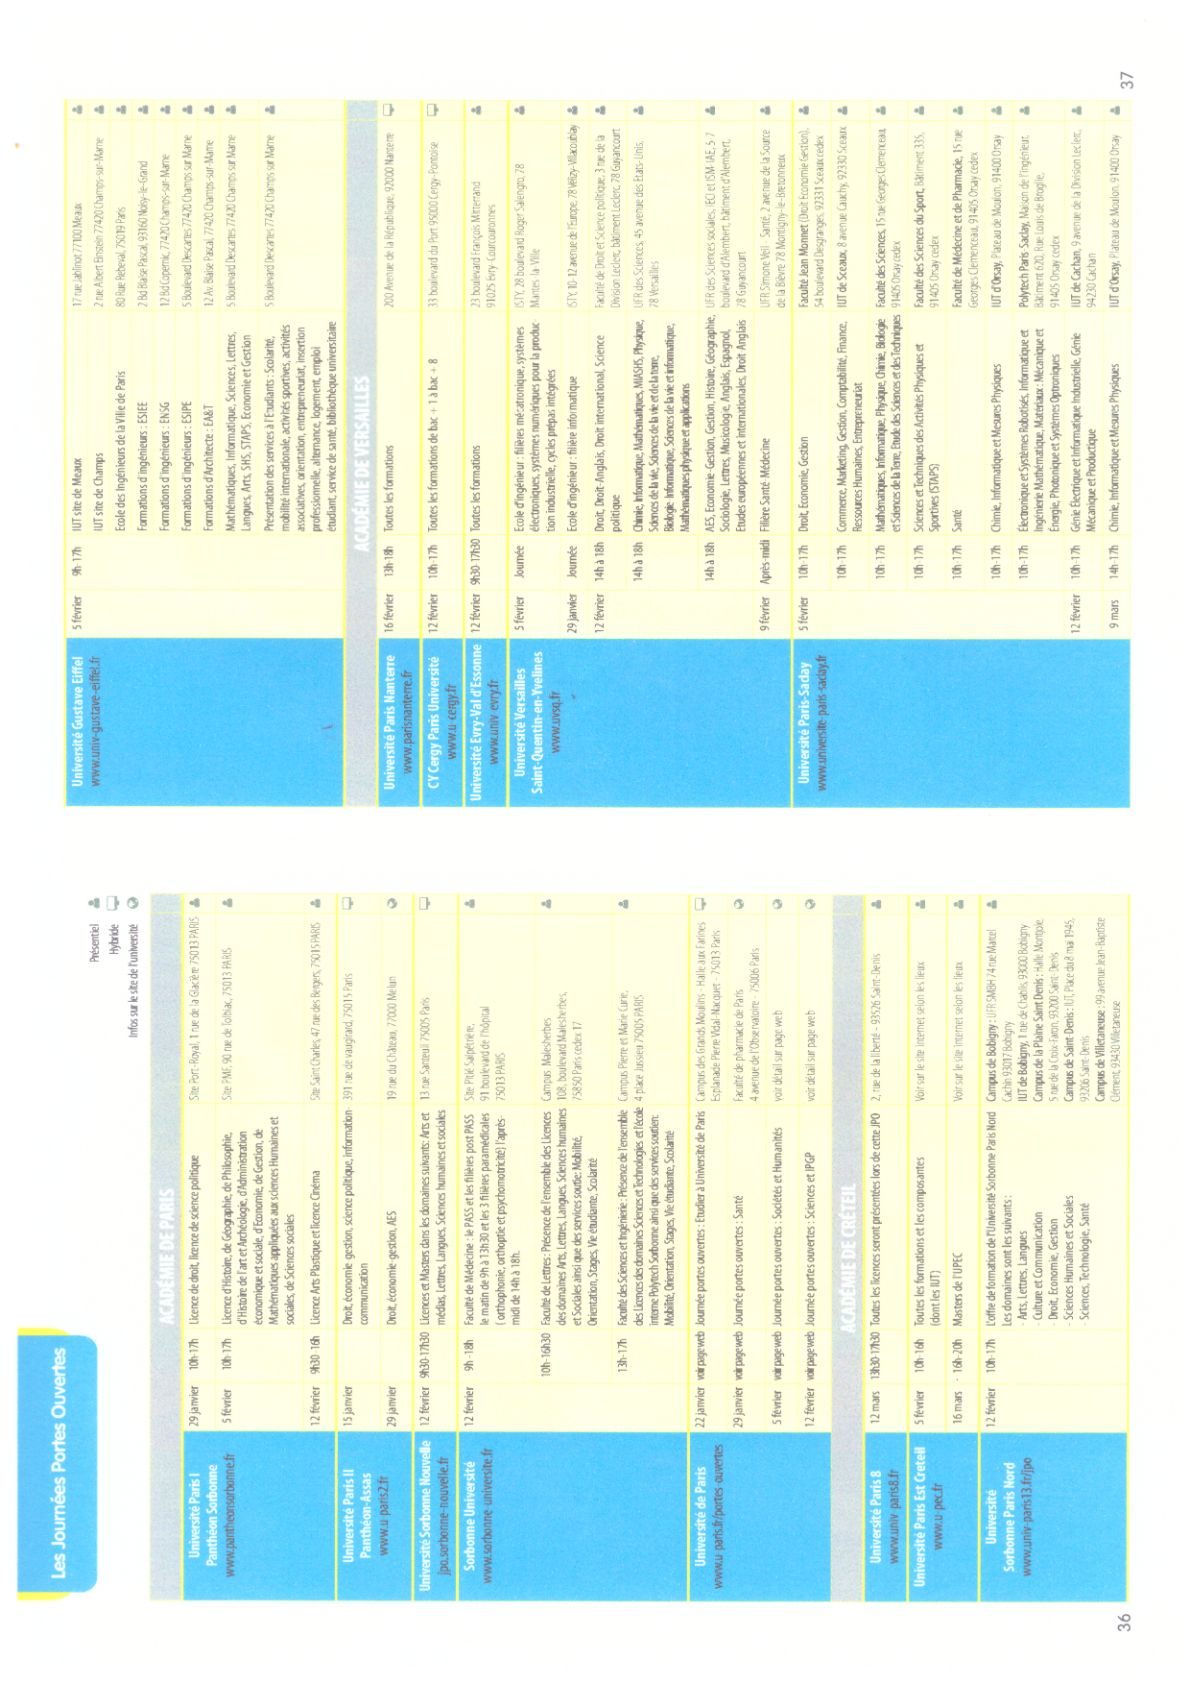 Les Journées Portes Ouvertes
Présentiel
Hybride
Infos sur le site de l'université
ACADÉMIE DE PARIS
Université Paris I
Panthéon Sorbonne
www.pantheonsorbonne.fr
29 janvier 10h-17h Licence de droit, licence de science politique Site Port-Royal, 1 rue de la Glacière 75013 PARIS
5 février 10h-17h Licence d'Histoire, de Géographie, de Philosophie, Site PMF, 90 rue de Tolbiac, 75013 PARIS
d'Histoire de l'art et Archéologie, d'Administration
économique et sociale, d'Economie, de Gestion, de
Mathématiques appliquées aux sciences Humaines et
sociales, de Sciences sociales
12 février 9h30-16h Licence Arts Plastique et licence Cinéma Site Saint Charles, 47 rue des Bergers, 75015 PARIS
Université Paris II
Panthéon-Assas
www.u-paris2.fr
15 janvier Droit, économie-gestion, science politique, information- 391 rue de vaugirard, 75015 Paris
communication
29 janvier Droit, économie-gestion, AES 19 rue du Château, 77000 Melun
Université Sorbonne Nouvelle
jpo.sorbonne-nouvelle.fr
12 février 9h30-17h30 Licences et Masters dans les domaines suivants: Arts et 13 rue Santeuil 75005 Paris
médias, Lettres, Langues, Sciences humaines et sociales
Sorbonne Université
www.sorbonne-universite.fr
12 février 9h -18h Faculté de Médecine : le PASS et les filières post PASS Site Pitié Salpétrière,
le matin de 9h à 13h30 et les 3 filières paramédicales 91 boulevard de l'hôpital
( orthophonie, orthoptie et psychomotricité) l'après- 75013 PARIS
midi de 14h à 18h.
10h-16h30 Faculté de Lettres : Présence de l'ensemble des Licences Campus Malesherbes
des domaines Arts, Lettres, Langues, Sciences humaines 108, boulevard Malesherbes,
et Sociales ainsi que des services soutie: Mobilité, 75850 Paris cedex 17
Orientation, Stages, Vie étudiante, Scolarité
13h-17h Faculté des Sciences et Ingénierie : Présence de l'ensemble Campus Pierre et Marie Curie,
des Licences des domaines Sciences et Technologies et l'école 4 place Jussieu 75005 PARIS
interne Polytech Sorbonne ainsi que des services soutien:
Mobilité, Orientation, Stages, Vie étudiante, Scolarité
Université de Paris
www.u-paris.fr/portes-ouvertes
22 janvier voir page web Journée portes ouvertes : Etudier à Université de Paris Campus des Grands Moulins - Halle aux Farines
Esplanade Pierre Vidal-Nacquet - 75013 Paris
29 janvier voir page web Journée portes ouvertes : Santé Faculté de pharmacie de Paris
4 avenue de l'Observatoire - 75006 Paris
5 février voir page web Journée portes ouvertes : Sociétés et Humanités voir détail sur page web
12 février voir page web Journée portes ouvertes : Sciences et IPGP voir détail sur page web
ACADÉMIE DE CRÉTEIL
Université Paris 8
www.univ-paris8.fr
12 mars 13h30-17h30 Toutes les licences seront présentées lors de cette JPO 2, rue de la liberté – 93526 Saint-Denis
Université Paris Est Creteil
www.u-pec.fr
5 février 10h-16h Toutes les formations et les composantes Voir sur le site internet selon les lieux
(dont les IUT)
16 mars - 16h-20h Masters de l'UPEC Voir sur le site internet selon les lieux
Université
Sorbonne Paris Nord
www.univ-paris13.fr/jpo
12 février 10h-17h L'offre de formation de l'Université Sorbonne Paris Nord Campus de Bobigny : UFR SMBH 74 rue Marcel
Les domaines sont les suivants : Cachin 93017 Bobigny
- Arts, Lettres, Langues IUT de Bobigny, 1 rue de Chablis, 93000 Bobigny
- Culture et Communication Campus de la Plaine Saint Denis : Halle Montjoie,
- Droit, Economie, Gestion 5 rue de la Croix-Faron, 93200 Saint-Denis
- Sciences Humaines et Sociales Campus de Saint-Denis : IUT, Place du 8 mai 1945,
- Sciences, Technologie, Santé 93206 Saint-Denis
Campus de Villetaneuse : 99 avenue Jean-Baptiste
Clément, 93430 Villetaneuse
36
Université Gustave Eiffel
www.univ-gustave-eiffel.fr
5 février 9h-17h IUT site de Meaux 17 rue Jablinot 77100 Meaux
IUT site de Champs 2 rue Albert Einstein 77420 Champs-sur-Marne
Ecole des Ingénieurs de la Ville de Paris 80 Rue Rebeval, 75019 Paris
Formations d'ingénieurs : ESIEE 2 Bd Blaise Pascal, 93160 Noisy-le-Grand
Formations d'ingénieurs : ENSG 12 Bd Copernic, 77420 Champs-sur-Marne
Formations d'ingénieurs : ESIPE 5 Boulevard Descartes 77420 Champs sur Marne
Formations d'Architecte : EA&T 12 Av. Blaise Pascal, 77420 Champs-sur-Marne
Mathématiques, Informatique, Sciences, Lettres, 5 Boulevard Descartes 77420 Champs sur Marne
Langues, Arts, SHS, STAPS, Economie et Gestion
Présentation des services à l'Etudiants : Scolarité, 5 Boulevard Descartes 77420 Champs sur Marne
mobilité internationale, activités sportives, activités
associatives, orientation, entrepreneuriat, insertion
professionnelle, alternance, logement, emploi
étudiant, service de santé, bibliothèque universitaire
ACADÉMIE DE VERSAILLES
Université Paris Nanterre
www.parisnanterre.fr
16 février 13h-18h Toutes les formations 200 Avenue de la République, 92000 Nanterre
CY Cergy Paris Université
www.u-cergy.fr
12 février 10h-17h Toutes les formations de bac + 1 à bac + 8 33 boulevard du Port 95000 Cergy-Pontoise
Université Evry-Val d'Essonne
www.univ-evry.fr
12 février 9h30-17h30 Toutes les formations 23 boulevard François Mitterrand
91025 Evry-Courcouronnes
Université Versailles
Saint-Quentin-en-Yvelines
www.uvsq.fr
5 février Journée Ecole d'ingénieur : filières mécatronique, systèmes ISTY, 28 boulevard Roger Salengro, 78
électroniques, systèmes numériques pour la produc- Mantes-la-Ville
tion industrielle, cycles prépas intégrées
29 janvier Journée Ecole d'ingénieur : filière informatique ISTY, 10-12 avenue de l'Europe, 78 Vélizy-Villacoublay
12 février 14h à 18h Droit, Droit-Anglais, Droit international, Science Faculté de Droit et Science politique, 3 rue de la
politique Division Leclerc, bâtiment Leclerc, 78 Guyancourt
14h à 18h Chimie, Informatique, Mathématiques, MIASHS, Physique, UFR des Sciences, 45 avenue des Etats-Unis,
Sciences de la vie, Sciences de la vie et de la terre, 78 Versailles
Biologie-Informatique, Sciences de la vie et informatique,
Mathématiques physique et applications
14h à 18h AES, Economie-Gestion, Gestion, Histoire, Géographie, UFR des Sciences sociales, IECI et ISM-IAE, 5-7
Sociologie, Lettres, Musicologie, Anglais, Espagnol, boulevard d'Alembert, bâtiment d'Alembert,
Etudes européennes et internationales, Droit-Anglais 78 Guyancourt
9 février Après-midi Filière Santé-Médecine UFR Simone Veil - Santé, 2 avenue de la Source
de la Bièvre 78 Montigny-le-Bretonneux
Université Paris-Saclay
www.universite-paris-saclay.fr
5 février 10h-17h Droit, Economie, Gestion Faculté Jean Monnet (Droit Economie Gestion),
54 boulevard Desgranges, 92331 Sceaux cedex
10h-17h Commerce, Marketing, Gestion, Comptabilité, Finance, IUT de Sceaux, 8 avenue Cauchy, 92330 Sceaux
Ressources Humaines, Entrepreneuriat
10h-17h Mathématiques, Informatique, Physique, Chimie, Biologie Faculté des Sciences, 15 rue Georges Clemenceau,
et Sciences de la Terre, Etude des Sciences et des Techniques 91405 Orsay cedex
10h-17h Sciences et Techniques des Activités Physiques et Faculté des Sciences du Sport, Bâtiment 335,
Sportives (STAPS) 91405 Orsay cedex
10h-17h Santé Faculté de Médecine et de Pharmacie, 15 rue
Georges Clemenceau, 91405 Orsay cedex
10h-17h Chimie, Informatique et Mesures Physiques IUT d'Orsay, Plateau de Moulon, 91400 Orsay
10h-17h Électronique et Systèmes Robotisés, Informatique et Polytech Paris-Saclay, Maison de l'Ingénieur,
Ingénierie Mathématique, Matériaux : Mécanique et Bâtiment 620, Rue Louis de Broglie,
Énergie, Photonique et Systèmes Optroniques 91405 Orsay cedex
12 février 10h-17h Génie Électrique et Informatique Industrielle, Génie IUT de Cachan, 9 avenue de la Division Leclerc,
Mécanique et Productique 94230 Cachan
9 mars 14h-17h Chimie, Informatique et Mesures Physiques IUT d'Orsay, Plateau de Moulon, 91400 Orsay
37